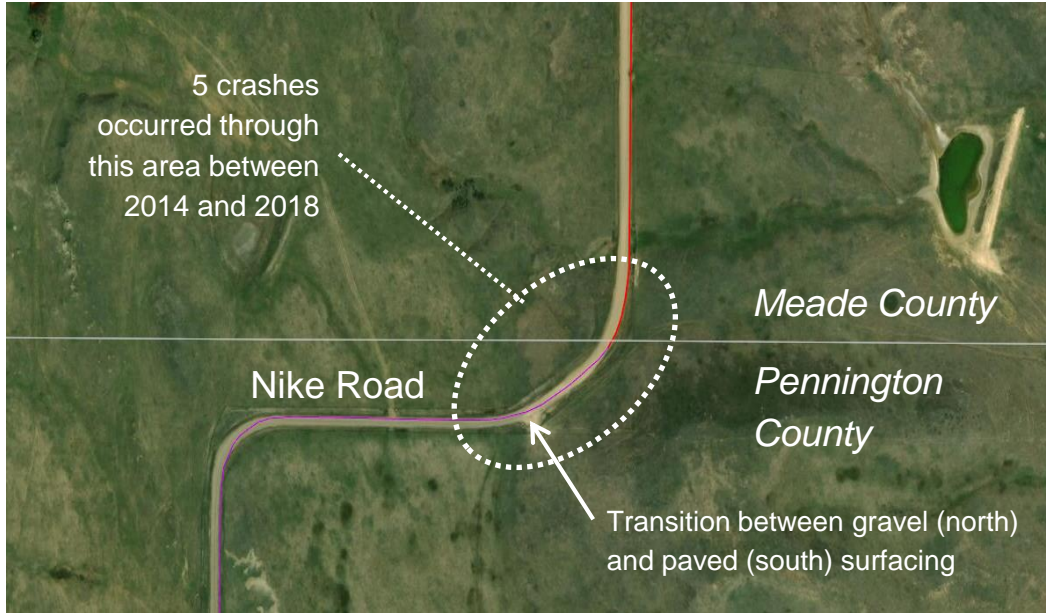 5 crashes
occurred through
this area between
2014 and 2018
Meade County
Nike Road
Pennington
County
Transition between gravel (north)
and paved (south) surfacing